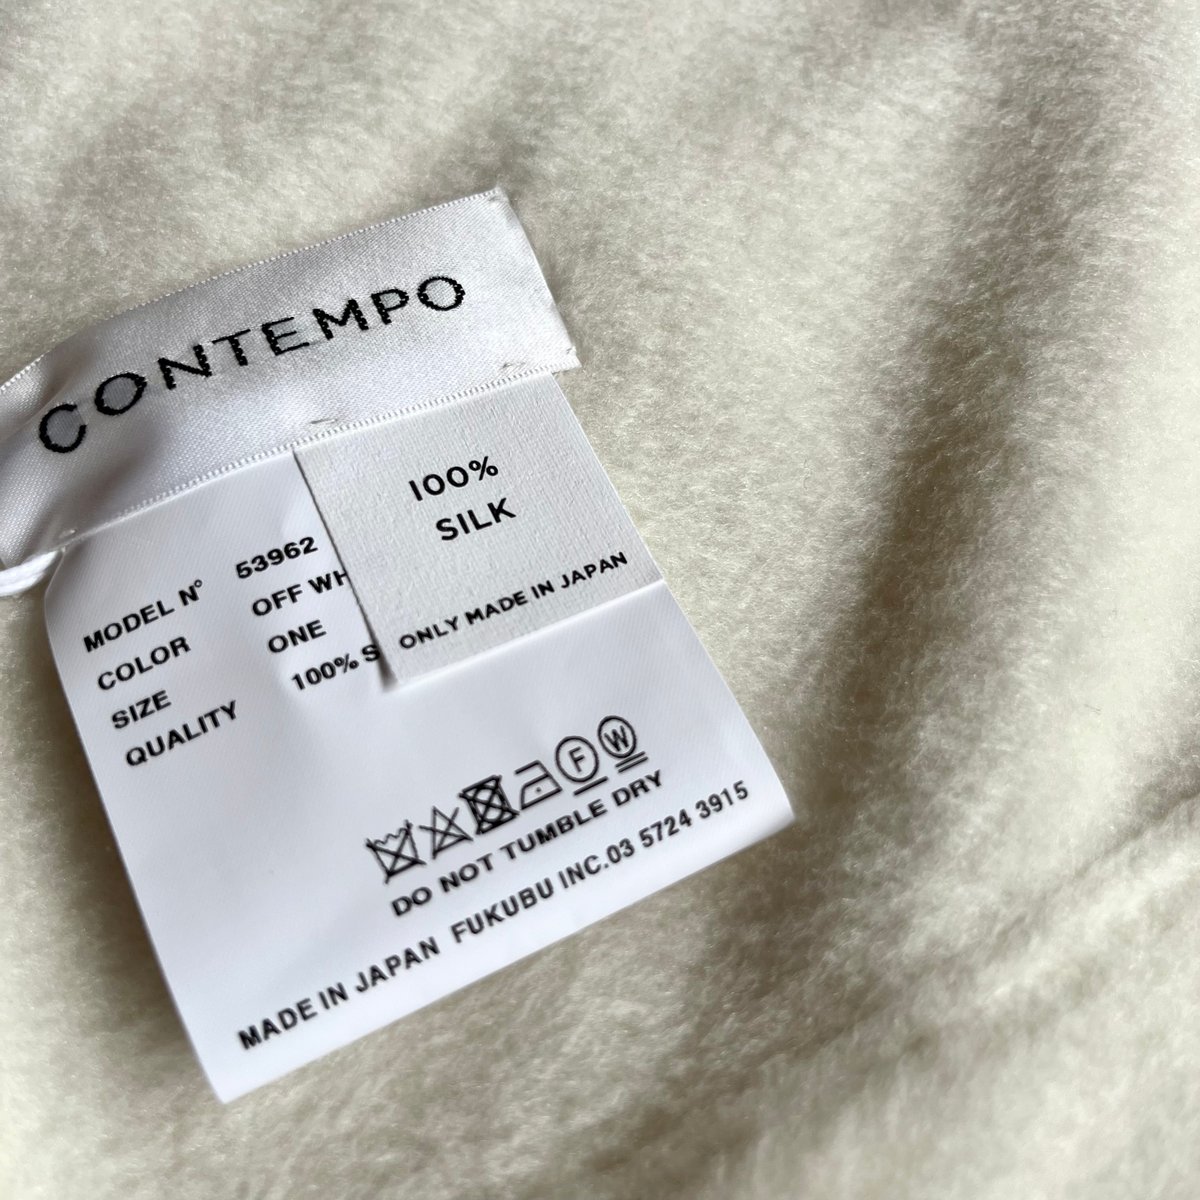 CONTEMPO
100%
SILK
ONLY MADE IN JAPAN
MODEL N° 53962
COLOR OFF WH
SIZE ONE
QUALITY 100% S
F W
DO NOT TUMBLE DRY
MADE IN JAPAN FUKUBU INC.03 5724 3915